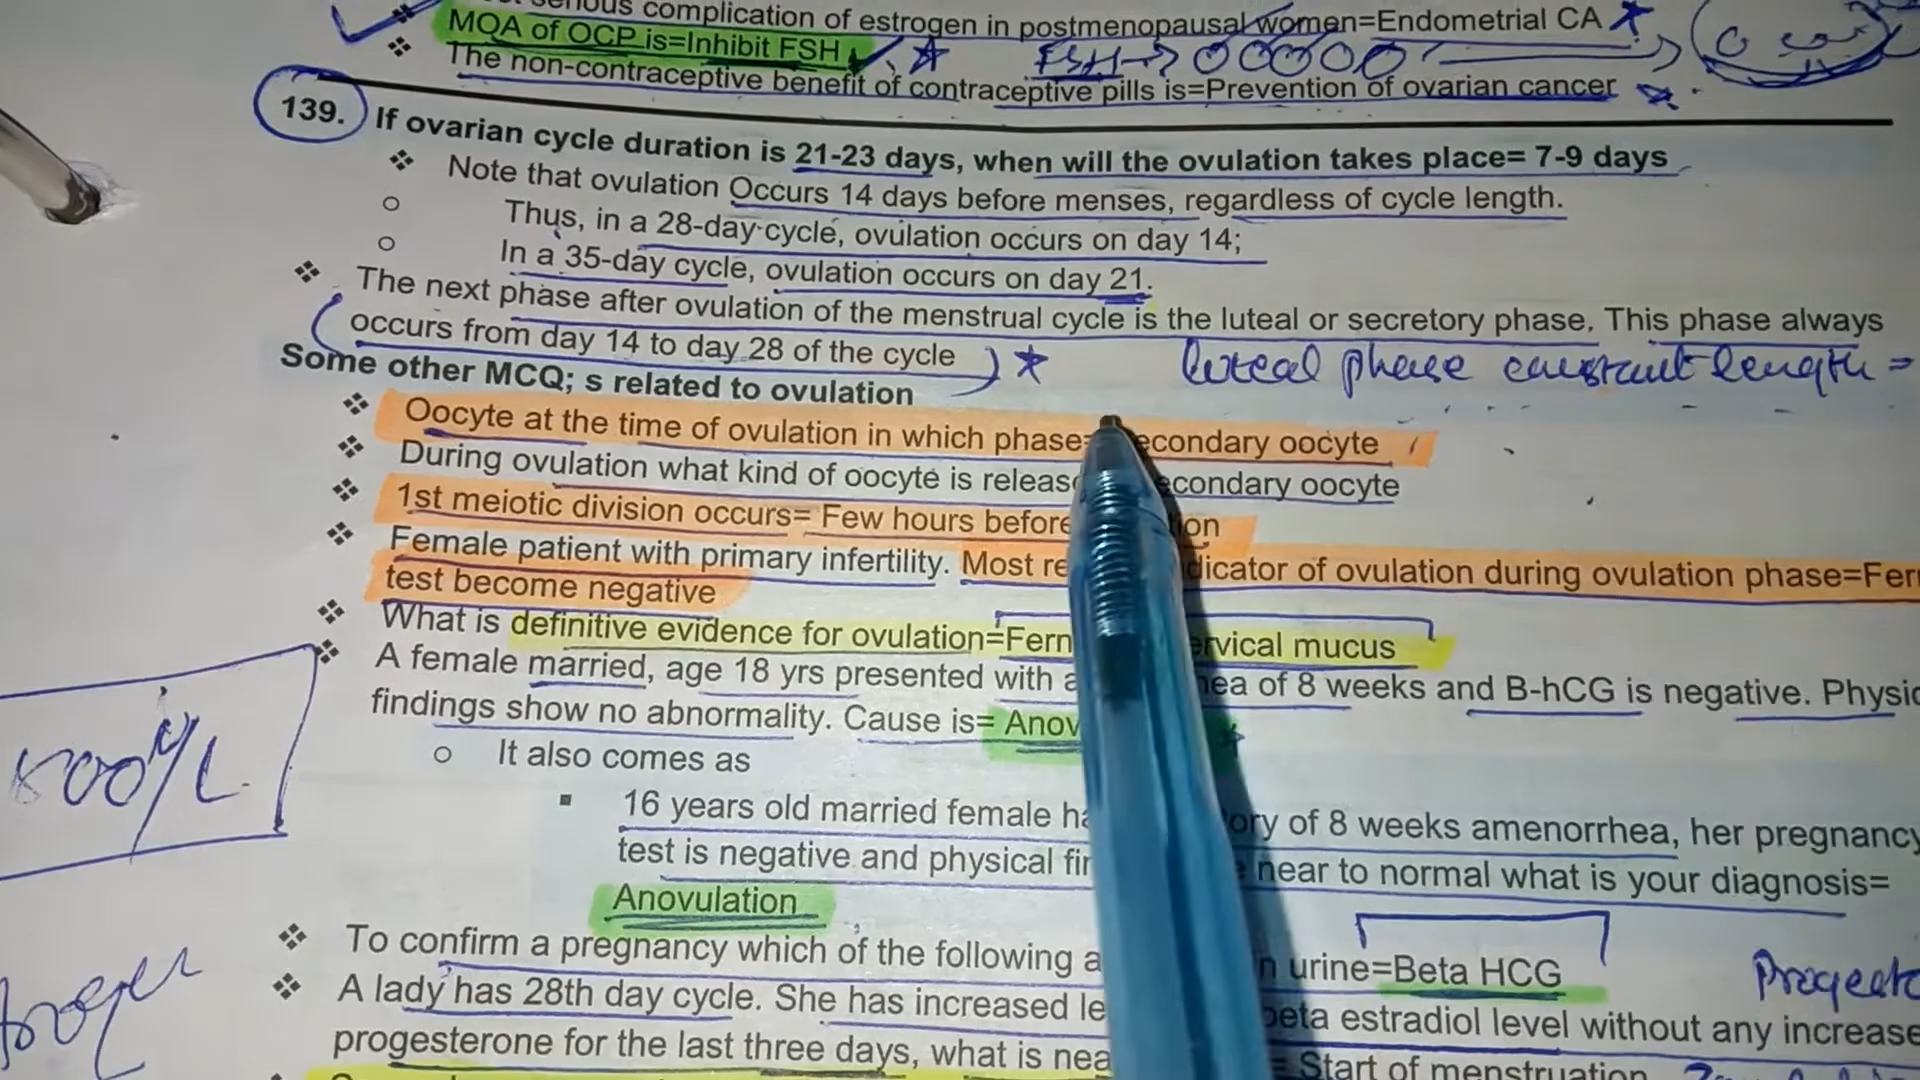 serious complication of estrogen in postmenopausal women=Endometrial CA
MOA of OCP is=Inhibit FSH
FSH→
The non-contraceptive benefit of contraceptive pills is=Prevention of ovarian cancer
139. If ovarian cycle duration is 21-23 days, when will the ovulation takes place= 7-9 days
Note that ovulation Occurs 14 days before menses, regardless of cycle length.
Thus, in a 28-day cycle, ovulation occurs on day 14;
In a 35-day cycle, ovulation occurs on day 21.
The next phase after ovulation of the menstrual cycle is the luteal or secretory phase. This phase always
occurs from day 14 to day 28 of the cycle
luteal phase constant length =
Some other MCQ; s related to ovulation
Oocyte at the time of ovulation in which phase= econdary oocyte
During ovulation what kind of oocyte is releas econdary oocyte
1st meiotic division occurs= Few hours before tion
Female patient with primary infertility. Most re dicator of ovulation during ovulation phase=Fer
test become negative
What is definitive evidence for ovulation=Fern ervical mucus
A female married, age 18 yrs presented with a ea of 8 weeks and B-hCG is negative. Physic
findings show no abnormality. Cause is= Anov
It also comes as
16 years old married female ha ory of 8 weeks amenorrhea, her pregnancy
test is negative and physical fin near to normal what is your diagnosis=
Anovulation
To confirm a pregnancy which of the following a n urine=Beta HCG
A lady has 28th day cycle. She has increased le beta estradiol level without any increase
progesterone for the last three days, what is nea = Start of menstruation